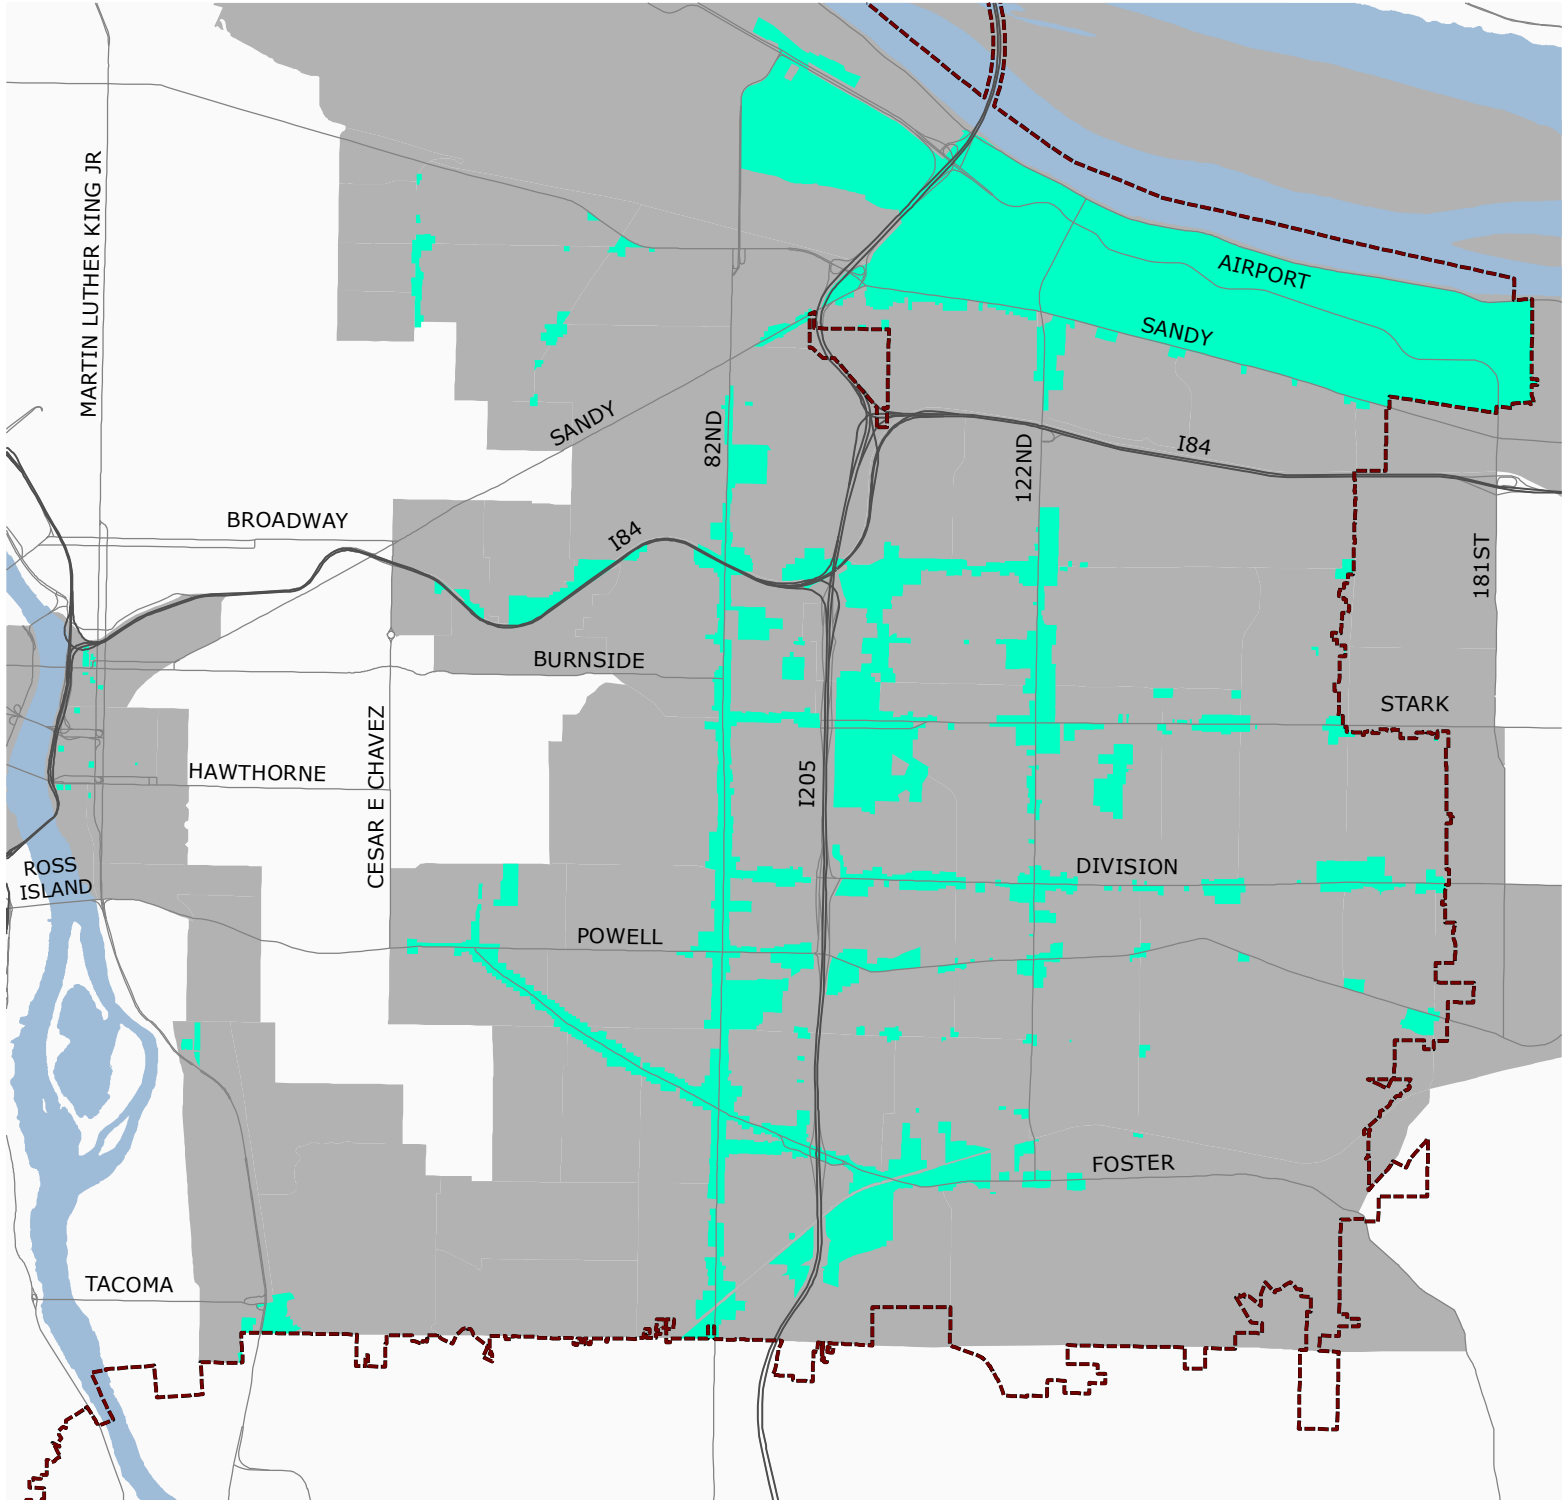 AIRPORT
SANDY
MARTIN LUTHER KING JR
SANDY
82ND
122ND
I84
BROADWAY
I84
181ST
BURNSIDE
STARK
CESAR E CHAVEZ
HAWTHORNE
I205
ROSS
ISLAND
DIVISION
POWELL
FOSTER
TACOMA